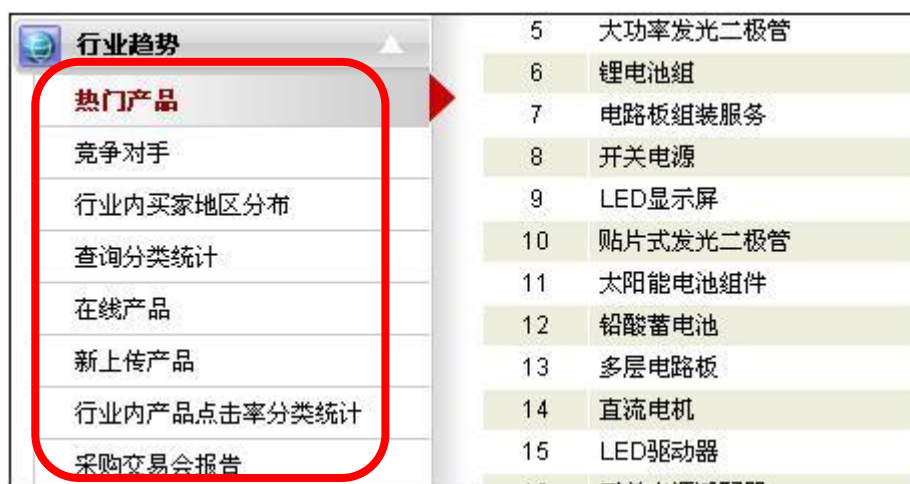 行业趋势
热门产品
竞争对手
行业内买家地区分布
查询分类统计
在线产品
新上传产品
行业内产品点击率分类统计
采购交易会报告
5 大功率发光二极管
6 锂电池组
7 电路板组装服务
8 开关电源
9 LED显示屏
10 贴片式发光二极管
11 太阳能电池组件
12 铅酸蓄电池
13 多层电路板
14 直流电机
15 LED驱动器